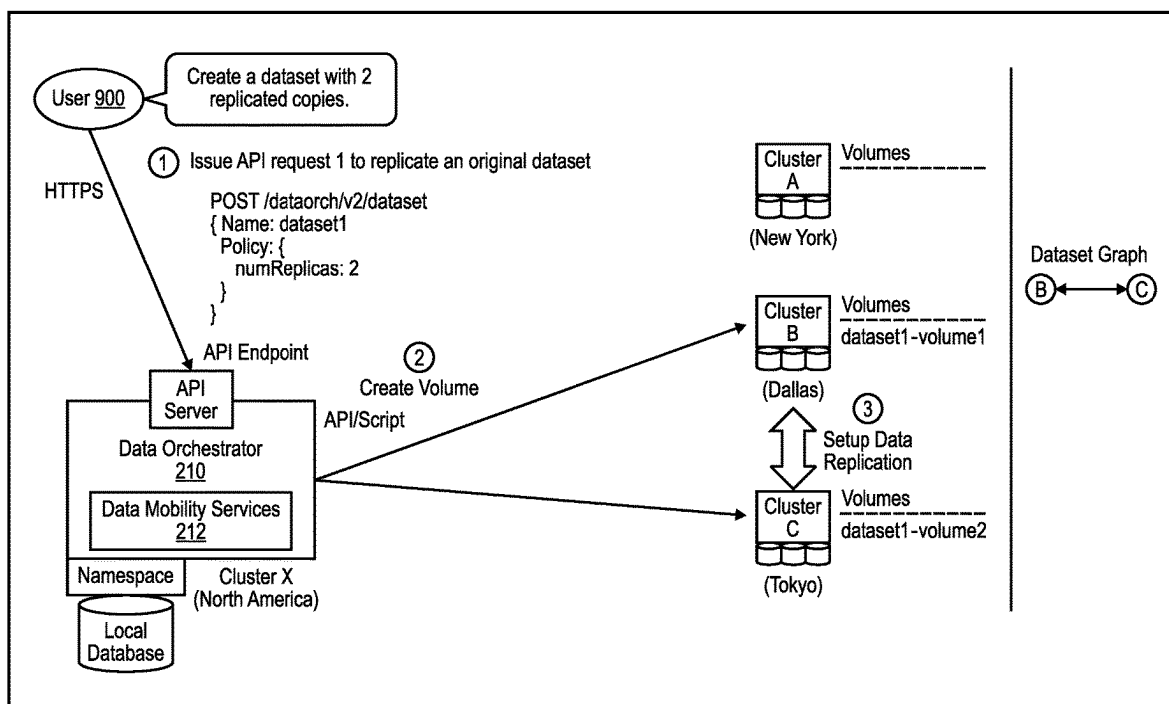 User 900
Create a dataset with 2
replicated copies.
1 Issue API request 1 to replicate an original dataset
HTTPS
POST /dataorch/v2/dataset
{ Name: dataset1
Policy: {
numReplicas: 2
}
}
API Endpoint
API
Server
Data Orchestrator
210
Data Mobility Services
212
Namespace
Cluster X
(North America)
Local
Database
2
Create Volume
API/Script
Cluster
A
Volumes
(New York)
Cluster
B
Volumes
dataset1-volume1
(Dallas)
3
Setup Data
Replication
Cluster
C
Volumes
dataset1-volume2
(Tokyo)
Dataset Graph
B
C